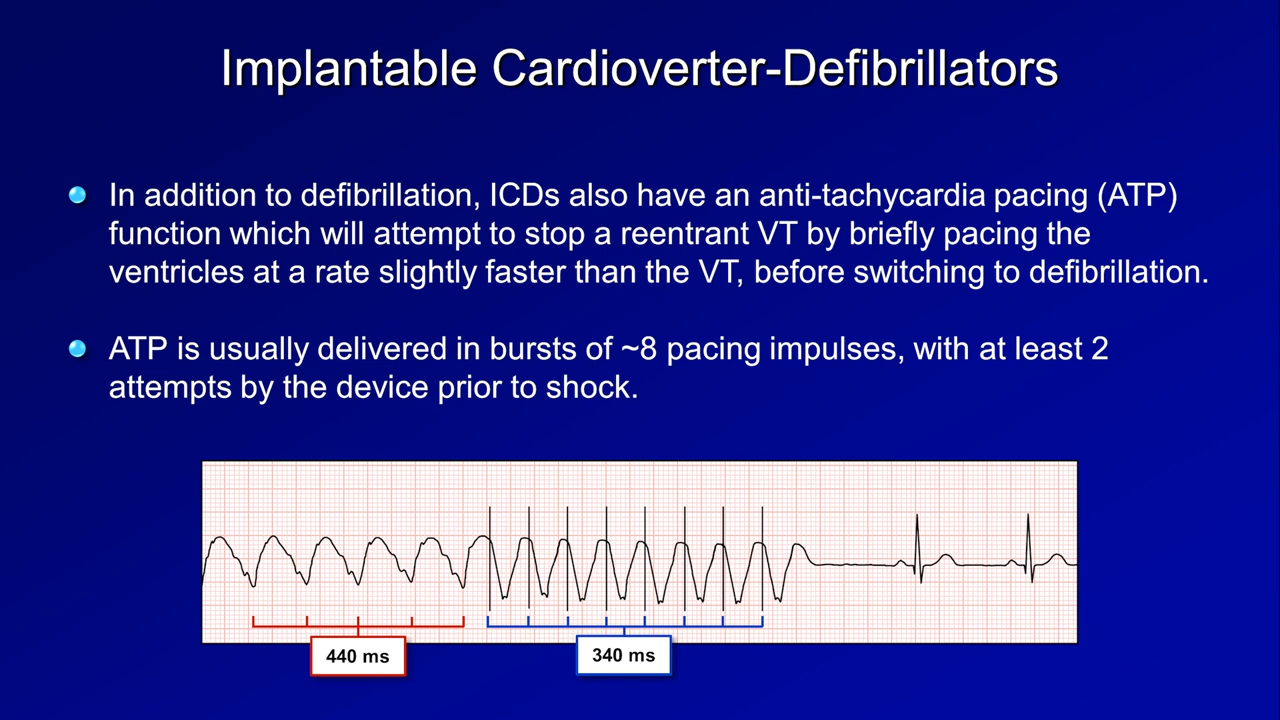 Implantable Cardioverter-Defibrillators
In addition to defibrillation, ICDs also have an anti-tachycardia pacing (ATP)
function which will attempt to stop a reentrant VT by briefly pacing the
ventricles at a rate slightly faster than the VT, before switching to defibrillation.
ATP is usually delivered in bursts of ~8 pacing impulses, with at least 2
attempts by the device prior to shock.
440 ms
340 ms